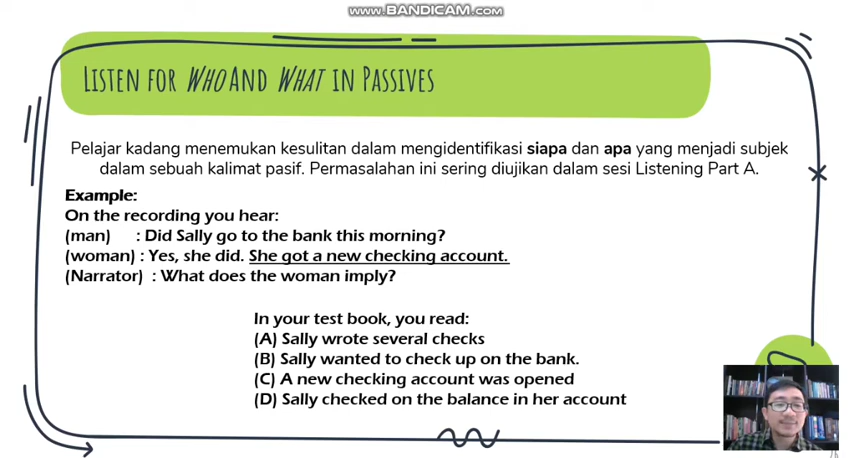 WWW.BANDICAM.COM
Listen for Who And What in Passives
Pelajar kadang menemukan kesulitan dalam mengidentifikasi siapa dan apa yang menjadi subjek
dalam sebuah kalimat pasif. Permasalahan ini sering diujikan dalam sesi Listening Part A.
Example:
On the recording you hear:
(man) : Did Sally go to the bank this morning?
(woman) : Yes, she did. She got a new checking account.
(Narrator) : What does the woman imply?
In your test book, you read:
(A) Sally wrote several checks
(B) Sally wanted to check up on the bank.
(C) A new checking account was opened
(D) Sally checked on the balance in her account